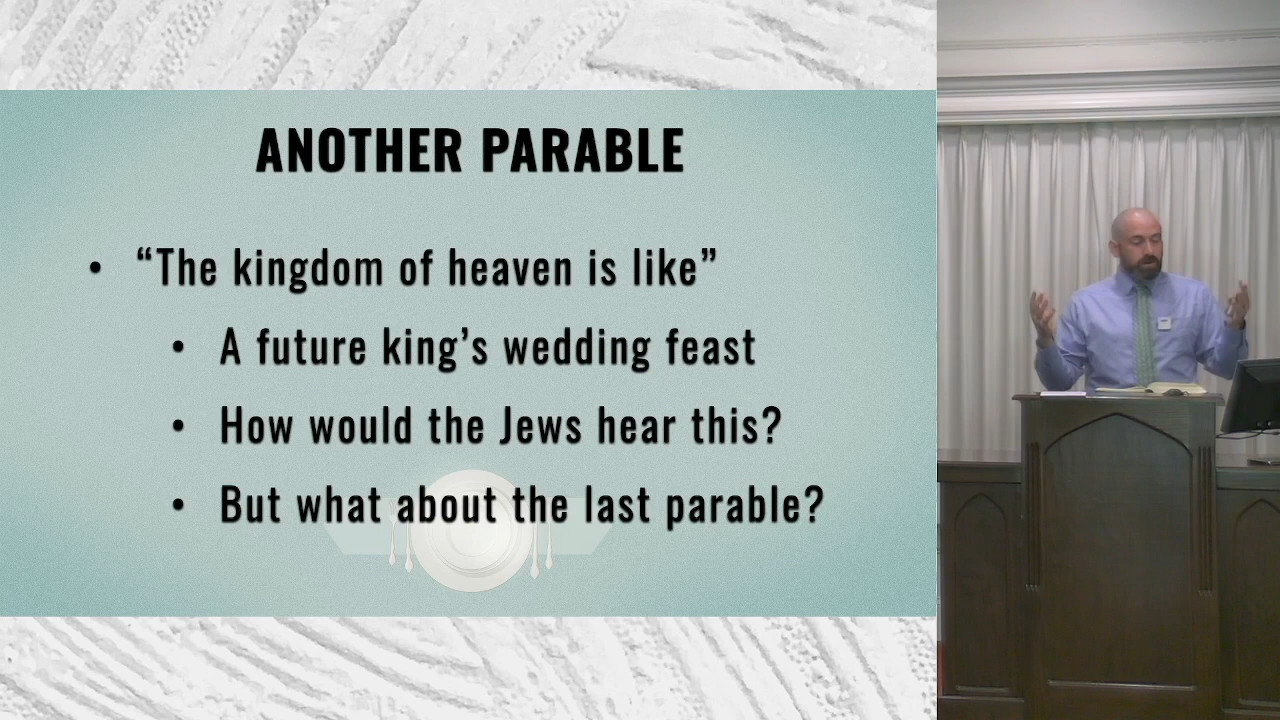 ANOTHER PARABLE
• “The kingdom of heaven is like”
• A future king’s wedding feast
• How would the Jews hear this?
• But what about the last parable?